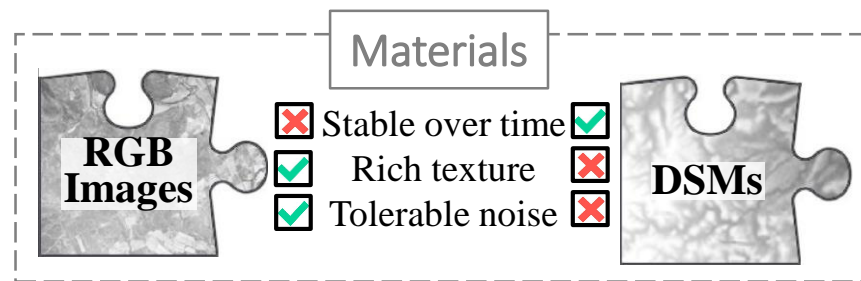 Materials
RGB
Images
Stable over time
Rich texture
Tolerable noise
DSMs